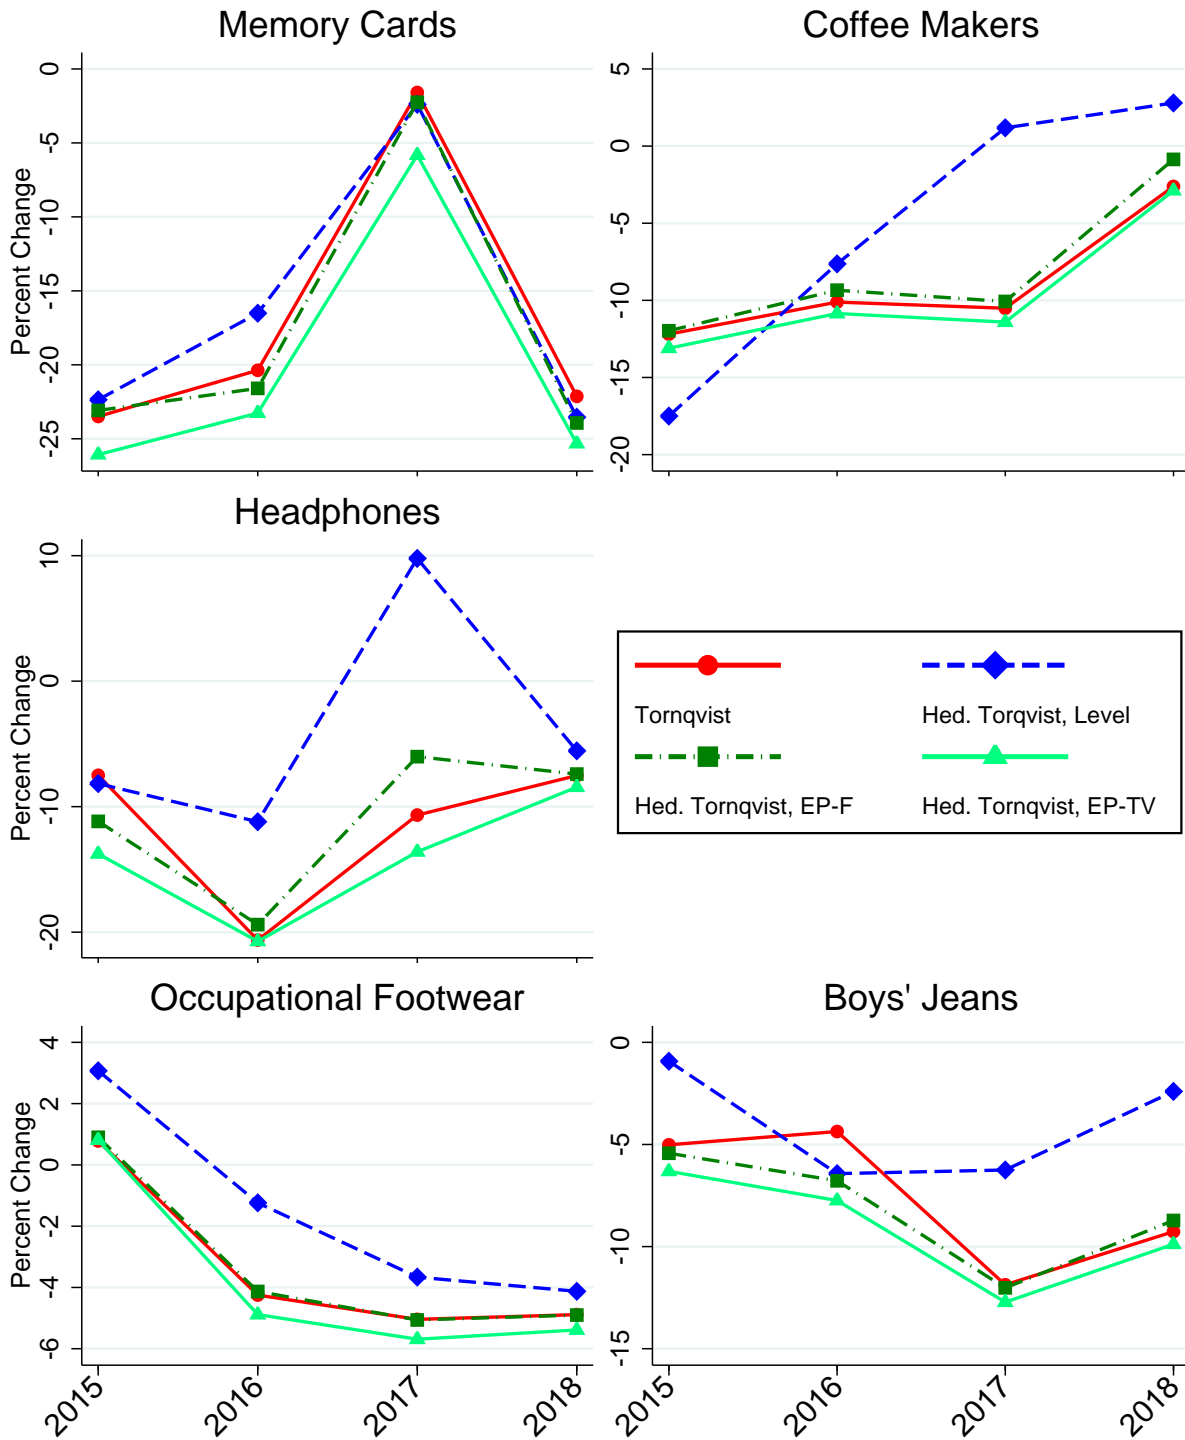 Memory Cards
Percent Change
0
-5
-10
-15
-20
-25
Coffee Makers
5
0
-5
-10
-15
-20
Headphones
Percent Change
10
0
-10
-20
Tornqvist
Hed. Torqvist, Level
Hed. Tornqvist, EP-F
Hed. Tornqvist, EP-TV
Occupational Footwear
Percent Change
4
2
0
-2
-4
-6
2015 2016 2017 2018
Boys' Jeans
0
-5
-10
-15
2015 2016 2017 2018